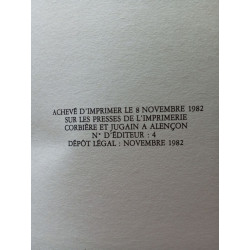 ACHEVÉ D'IMPRIMER LE 8 NOVEMBRE 1982
SUR LES PRESSES DE L'IMPRIMERIE
CORBIÈRE ET JUGAIN A ALENÇON
N° D'ÉDITEUR : 4
DÉPÔT LÉGAL : NOVEMBRE 1982